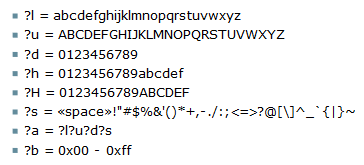 ?l = abcdefghijklmnopqrstuvwxyz
?u = ABCDEFGHIJKLMNOPQRSTUVWXYZ
?d = 0123456789
?h = 0123456789abcdef
?H = 0123456789ABCDEF
?s = «space»!"#$%&'()*+,-./:;<=>?@[\]^_`{|}~
?a = ?l?u?d?s
?b = 0x00 - 0xff